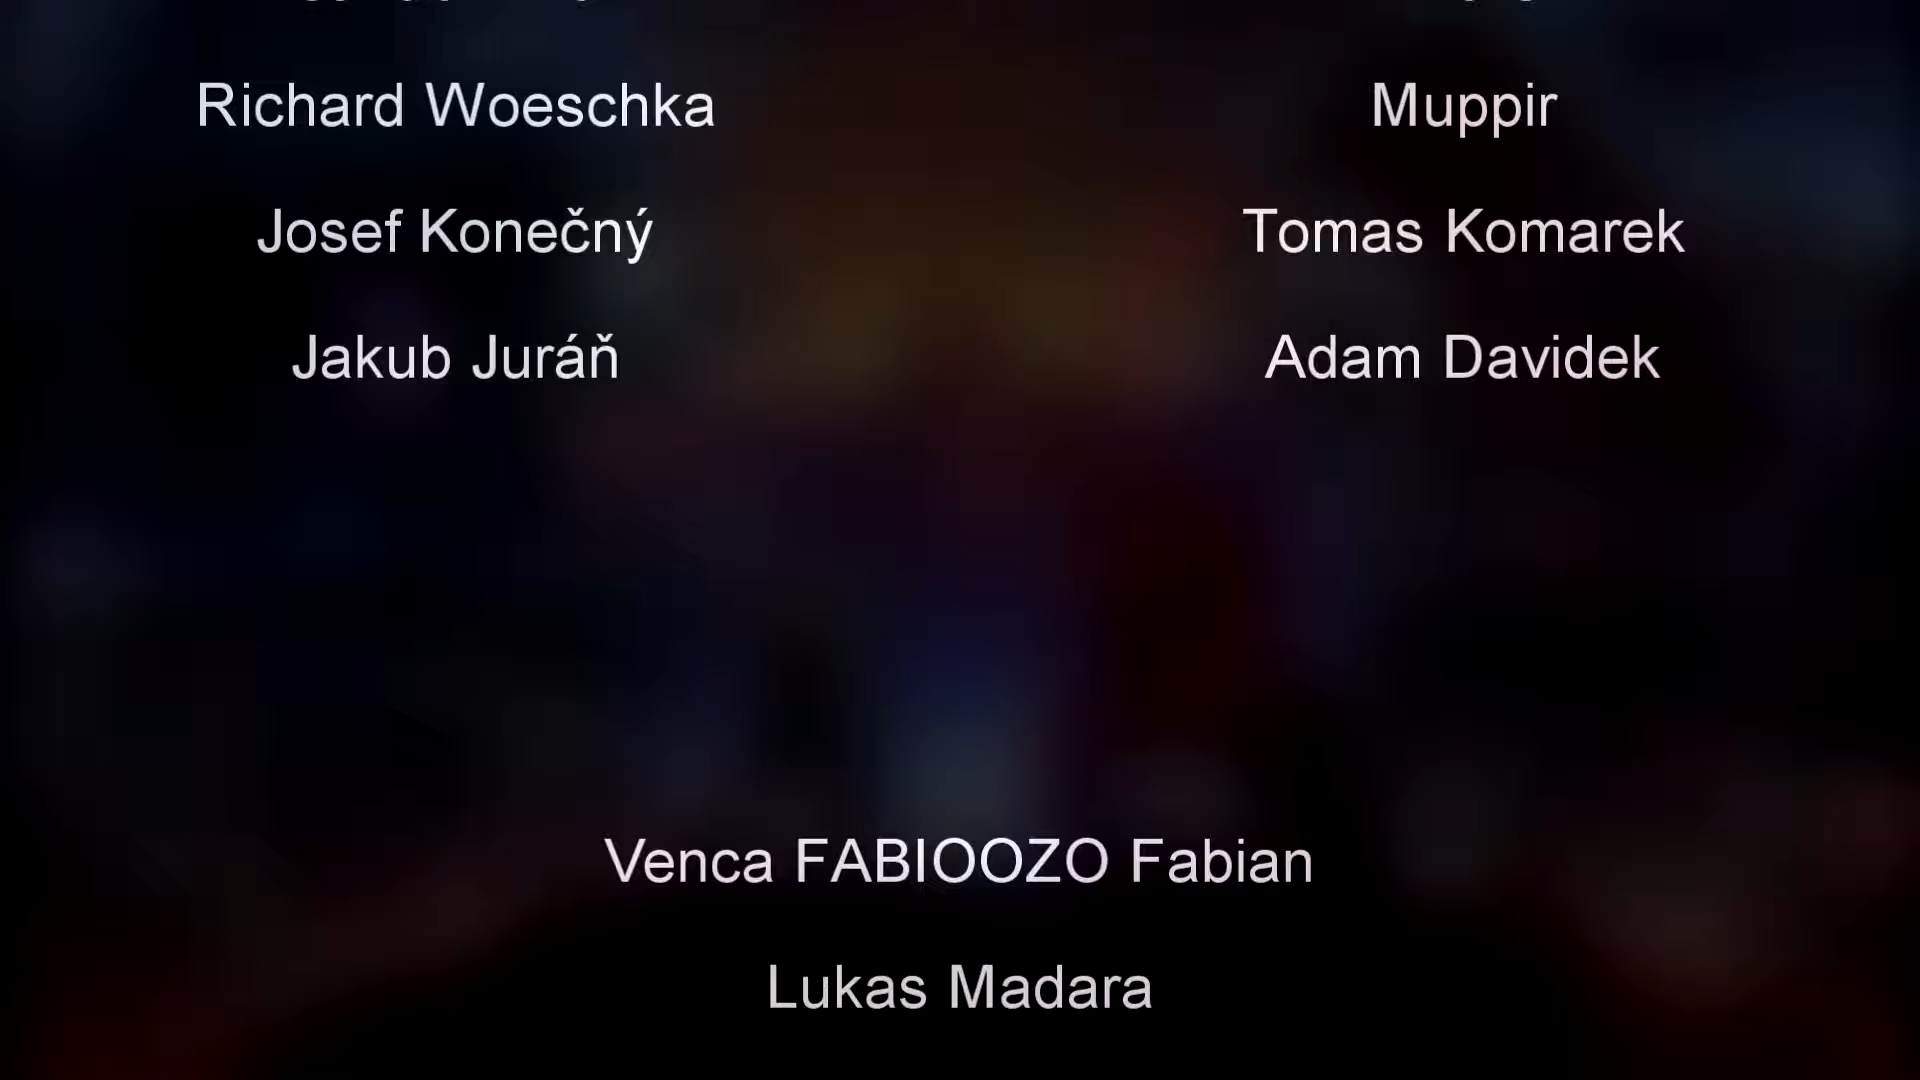 Richard Woeschka
Muppir
Josef Konečný
Tomas Komarek
Jakub Juráň
Adam Davidek
Venca FABIOOZO Fabian
Lukas Madara